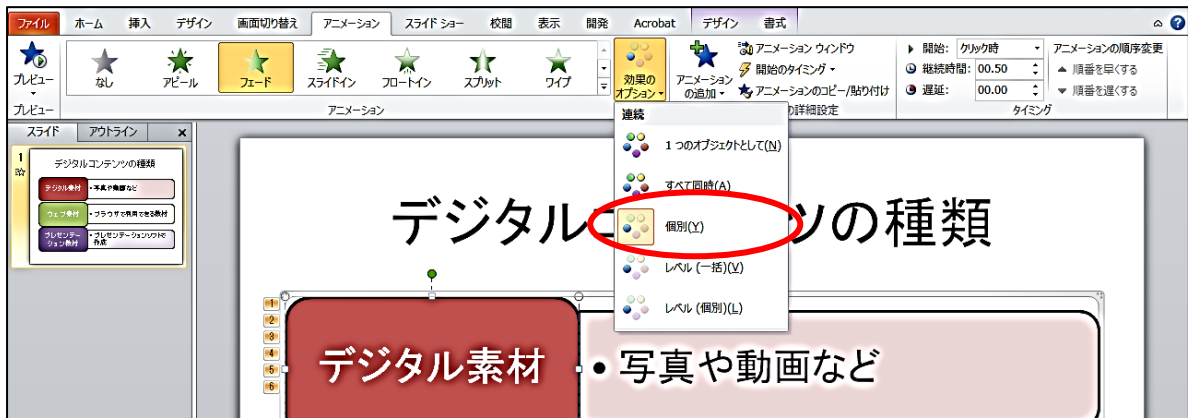 ファイル ホーム 挿入 デザイン 画面切り替え アニメーション スライド ショー 校閲 表示 開発 Acrobat デザイン 書式
プレビュー
プレビュー
なし アピール フェード スライドイン フロートイン スプリット ワイプ
アニメーション
効果の
オプション
アニメーション
の追加
アニメーション ウィンドウ
開始のタイミング
アニメーションのコピー/貼り付け
の詳細設定
開始: クリック時
継続時間: 00.50
遅延: 00.00
アニメーションの順序変更
順番を早くする
順番を遅くする
タイミング
連続
1 つのオブジェクトとして(N)
すべて同時(A)
個別(Y)
レベル (一括)(V)
レベル (個別)(L)
スライド アウトライン x
1
デジタルコンテンツの種類
デジタル素材 ・写真や動画など
ウェブ教材 ・ブラウザで利用できる教材
プレゼンテーション教材 ・プレゼンテーションソフトで
作成
デジタルコ ツの種類
1
2
3
4
5
6
デジタル素材 • 写真や動画など